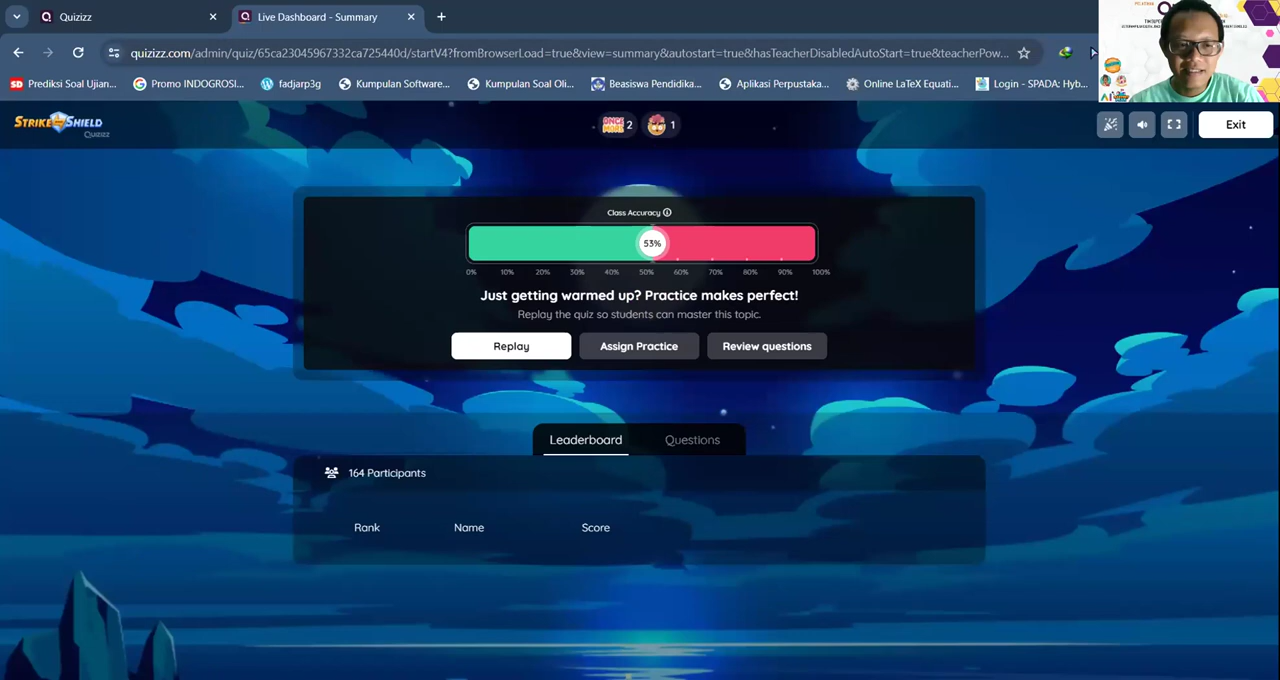 Quizizz
Live Dashboard - Summary
quizizz.com/admin/quiz/65ca23045967332ca725440d/startV4?fromBrowserLoad=true&view=summary&autostart=true&hasTeacherDisabledAutoStart=true&teacherPow...
SD Prediksi Soal Ujian...
Promo INDOGROSI...
fadjarp3g
Kumpulan Software...
Kumpulan Soal Oli...
Beasiswa Pendidika...
Aplikasi Perpustaka...
Online LaTeX Equati...
Login - SPADA: Hyb...
STRIKE SHIELD
Quizizz
ONCE MORE 2
1
Exit
Class Accuracy
53%
0% 10% 20% 30% 40% 50% 60% 70% 80% 90% 100%
Just getting warmed up? Practice makes perfect!
Replay the quiz so students can master this topic.
Replay
Assign Practice
Review questions
Leaderboard
Questions
164 Participants
Rank Name Score